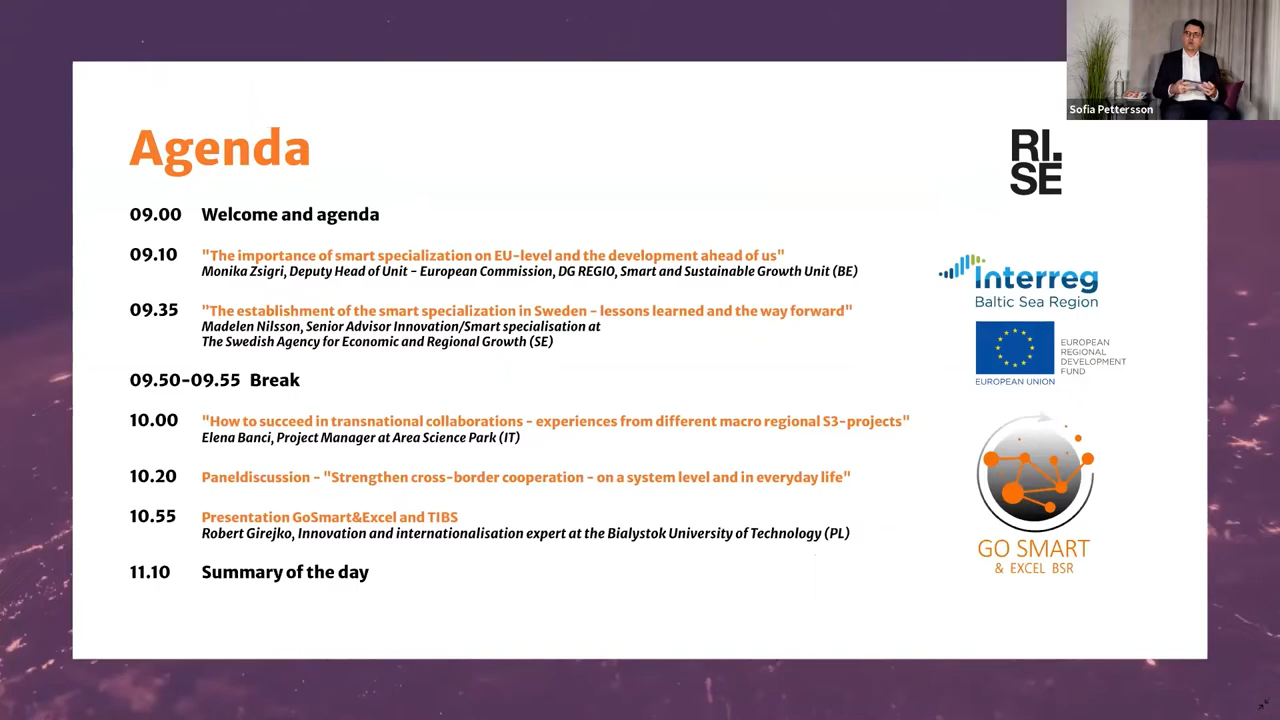 Sofia Pettersson
Agenda
RI.
SE
09.00 Welcome and agenda
09.10 "The importance of smart specialization on EU-level and the development ahead of us"
Monika Zsigri, Deputy Head of Unit - European Commission, DG REGIO, Smart and Sustainable Growth Unit (BE)
09.35 "The establishment of the smart specialization in Sweden - lessons learned and the way forward"
Madelen Nilsson, Senior Advisor Innovation/Smart specialisation at
The Swedish Agency for Economic and Regional Growth (SE)
09.50-09.55 Break
10.00 "How to succeed in transnational collaborations - experiences from different macro regional S3-projects"
Elena Banci, Project Manager at Area Science Park (IT)
10.20 Paneldiscussion - "Strengthen cross-border cooperation - on a system level and in everyday life"
10.55 Presentation GoSmart&Excel and TIBS
Robert Girejko, Innovation and internationalisation expert at the Bialystok University of Technology (PL)
11.10 Summary of the day
Interreg
Baltic Sea Region
EUROPEAN
REGIONAL
DEVELOPMENT
FUND
EUROPEAN UNION
GO SMART
& EXCEL BSR